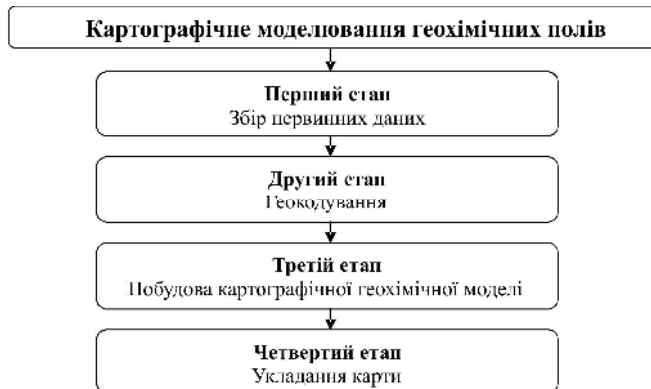 Картографічне моделювання геохімічних полів
Перший етап
Збір первинних даних
Другий етап
Геокодування
Третій етап
Побудова картографічної геохімічної моделі
Четвертий етап
Укладання карти